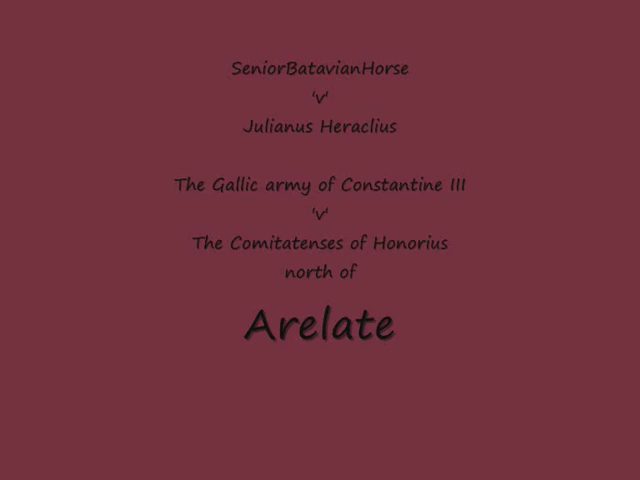 SeniorBatavianHorse
'v'
Julianus Heraclius
The Gallic army of Constantine III
'v'
The Comitatenses of Honorius
north of
Arelate